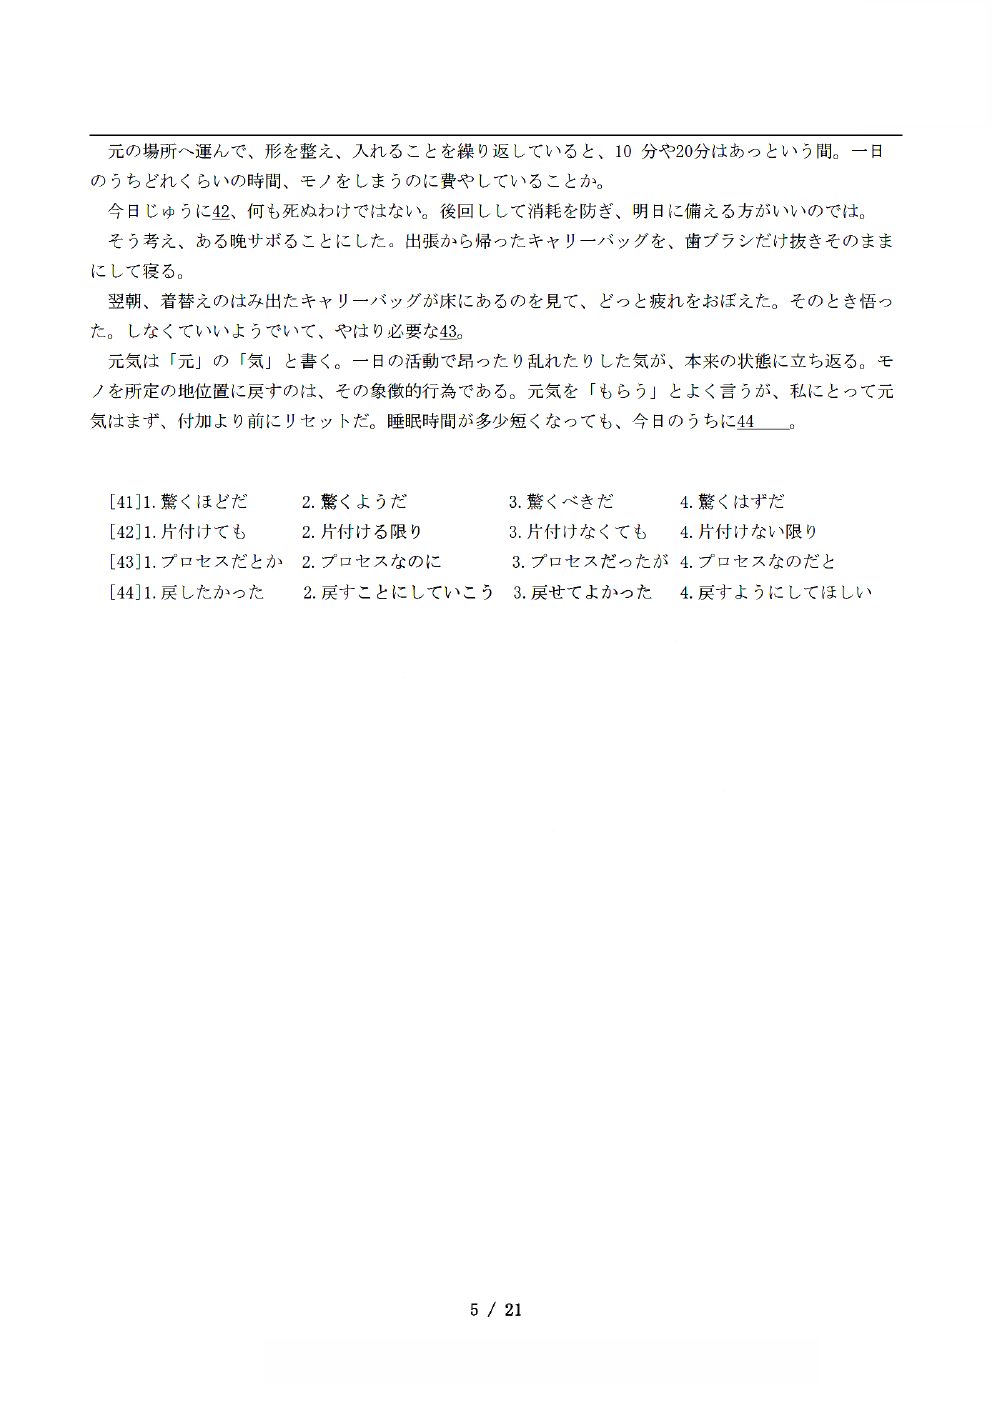 元の場所へ運んで、形を整え、入れることを繰り返していると、10 分や20分はあっという間。一日
のうちどれくらいの時間、モノをしまうのに費やしていることか。
今日じゅうに42、何も死ぬわけではない。後回しして消耗を防ぎ、明日に備える方がいいのでは。
そう考え、ある晩サボることにした。出張から帰ったキャリーバッグを、歯ブラシだけ抜きそのまま
にして寝る。
翌朝、着替えのはみ出たキャリーバッグが床にあるのを見て、どっと疲れをおぼえた。そのとき悟っ
た。しなくていいようでいて、やはり必要な43。
元気は「元」の「気」と書く。一日の活動で昂ったり乱れたりした気が、本来の状態に立ち返る。モ
ノを所定の地位置に戻すのは、その象徴的行為である。元気を「もらう」とよく言うが、私にとって元
気はまず、付加より前にリセットだ。睡眠時間が多少短くなっても、今日のうちに44____。
[41]1.驚くほどだ 2.驚くようだ 3.驚くべきだ 4.驚くはずだ
[42]1.片付けても 2.片付ける限り 3.片付けなくても 4.片付けない限り
[43]1.プロセスだとか 2.プロセスなのに 3.プロセスだったが 4.プロセスなのだと
[44]1.戻したかった 2.戻すことにしていこう 3.戻せてよかった 4.戻すようにしてほしい
5 / 21